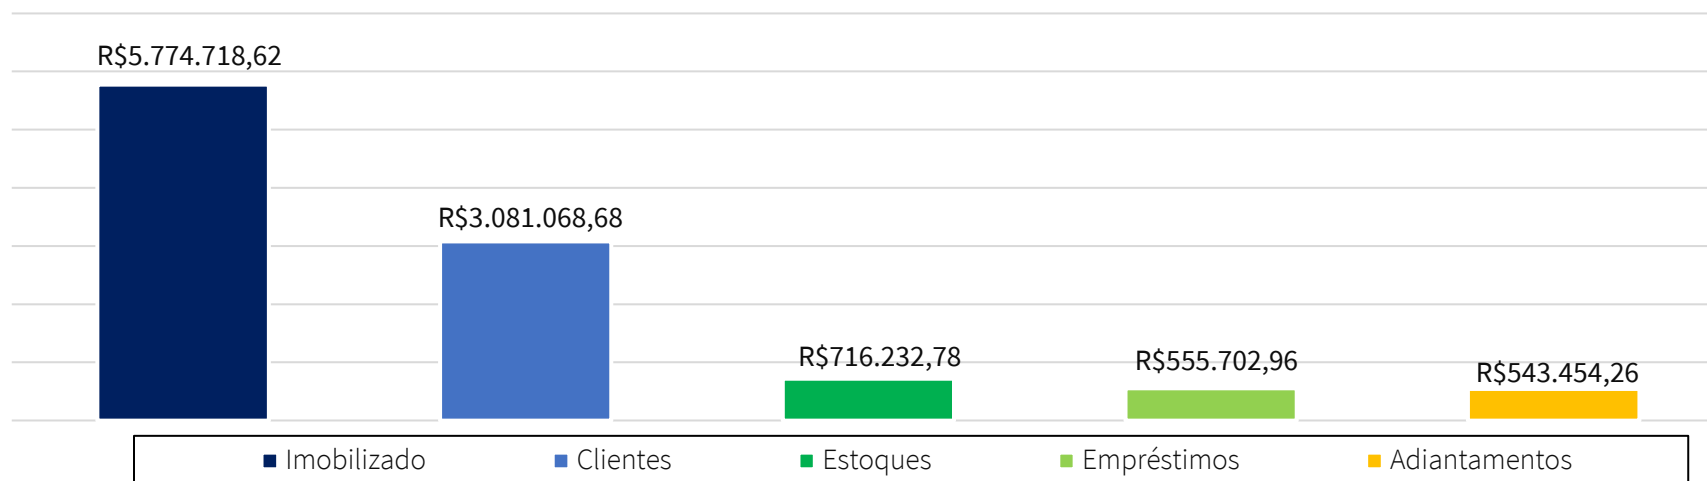 R$5.774.718,62
R$3.081.068,68
R$716.232,78
R$555.702,96
R$543.454,26
Imobilizado Clientes Estoques Empréstimos Adiantamentos